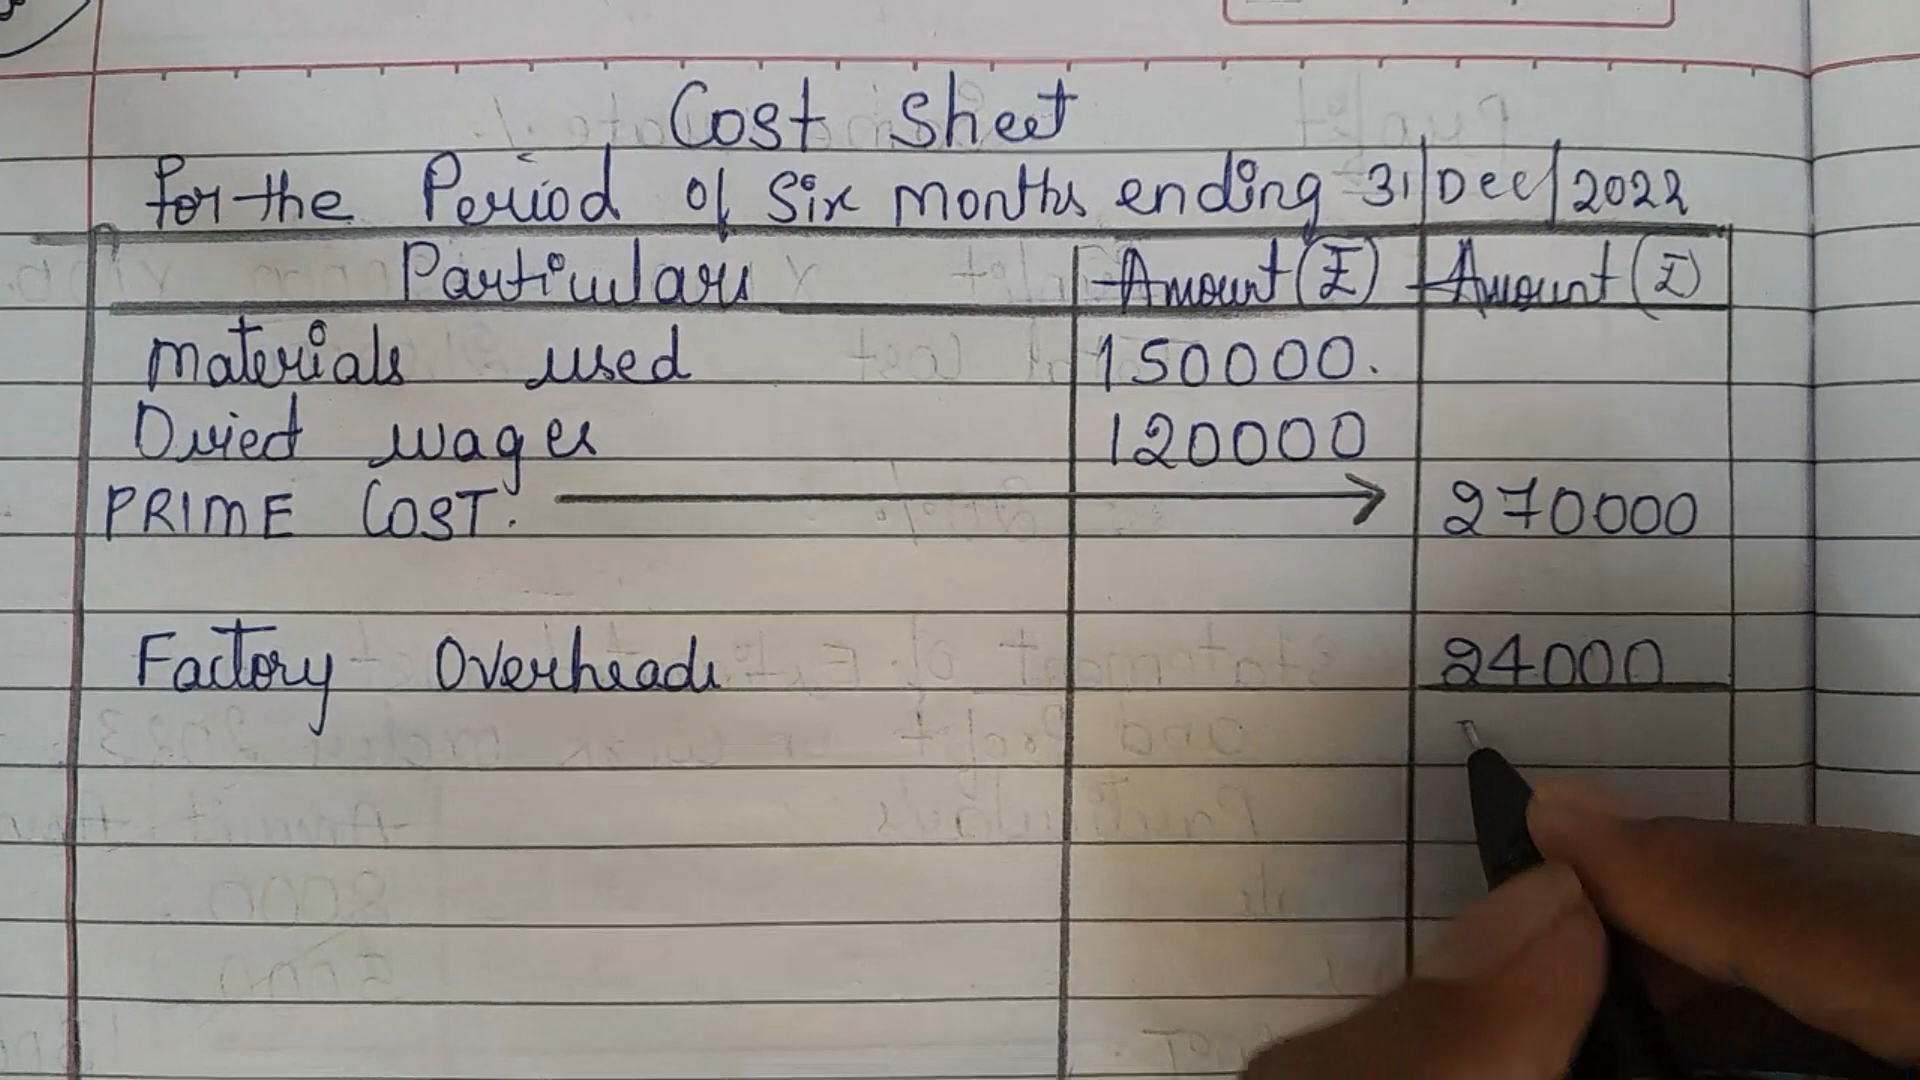 Cost Sheet
For the Period of Six months ending 31/Dec/2022
Particulars Amount (₹) Amount (₹)
Materials used 150000.
Direct wages 120000
PRIME COST. → 270000
Factory Overheads 24000